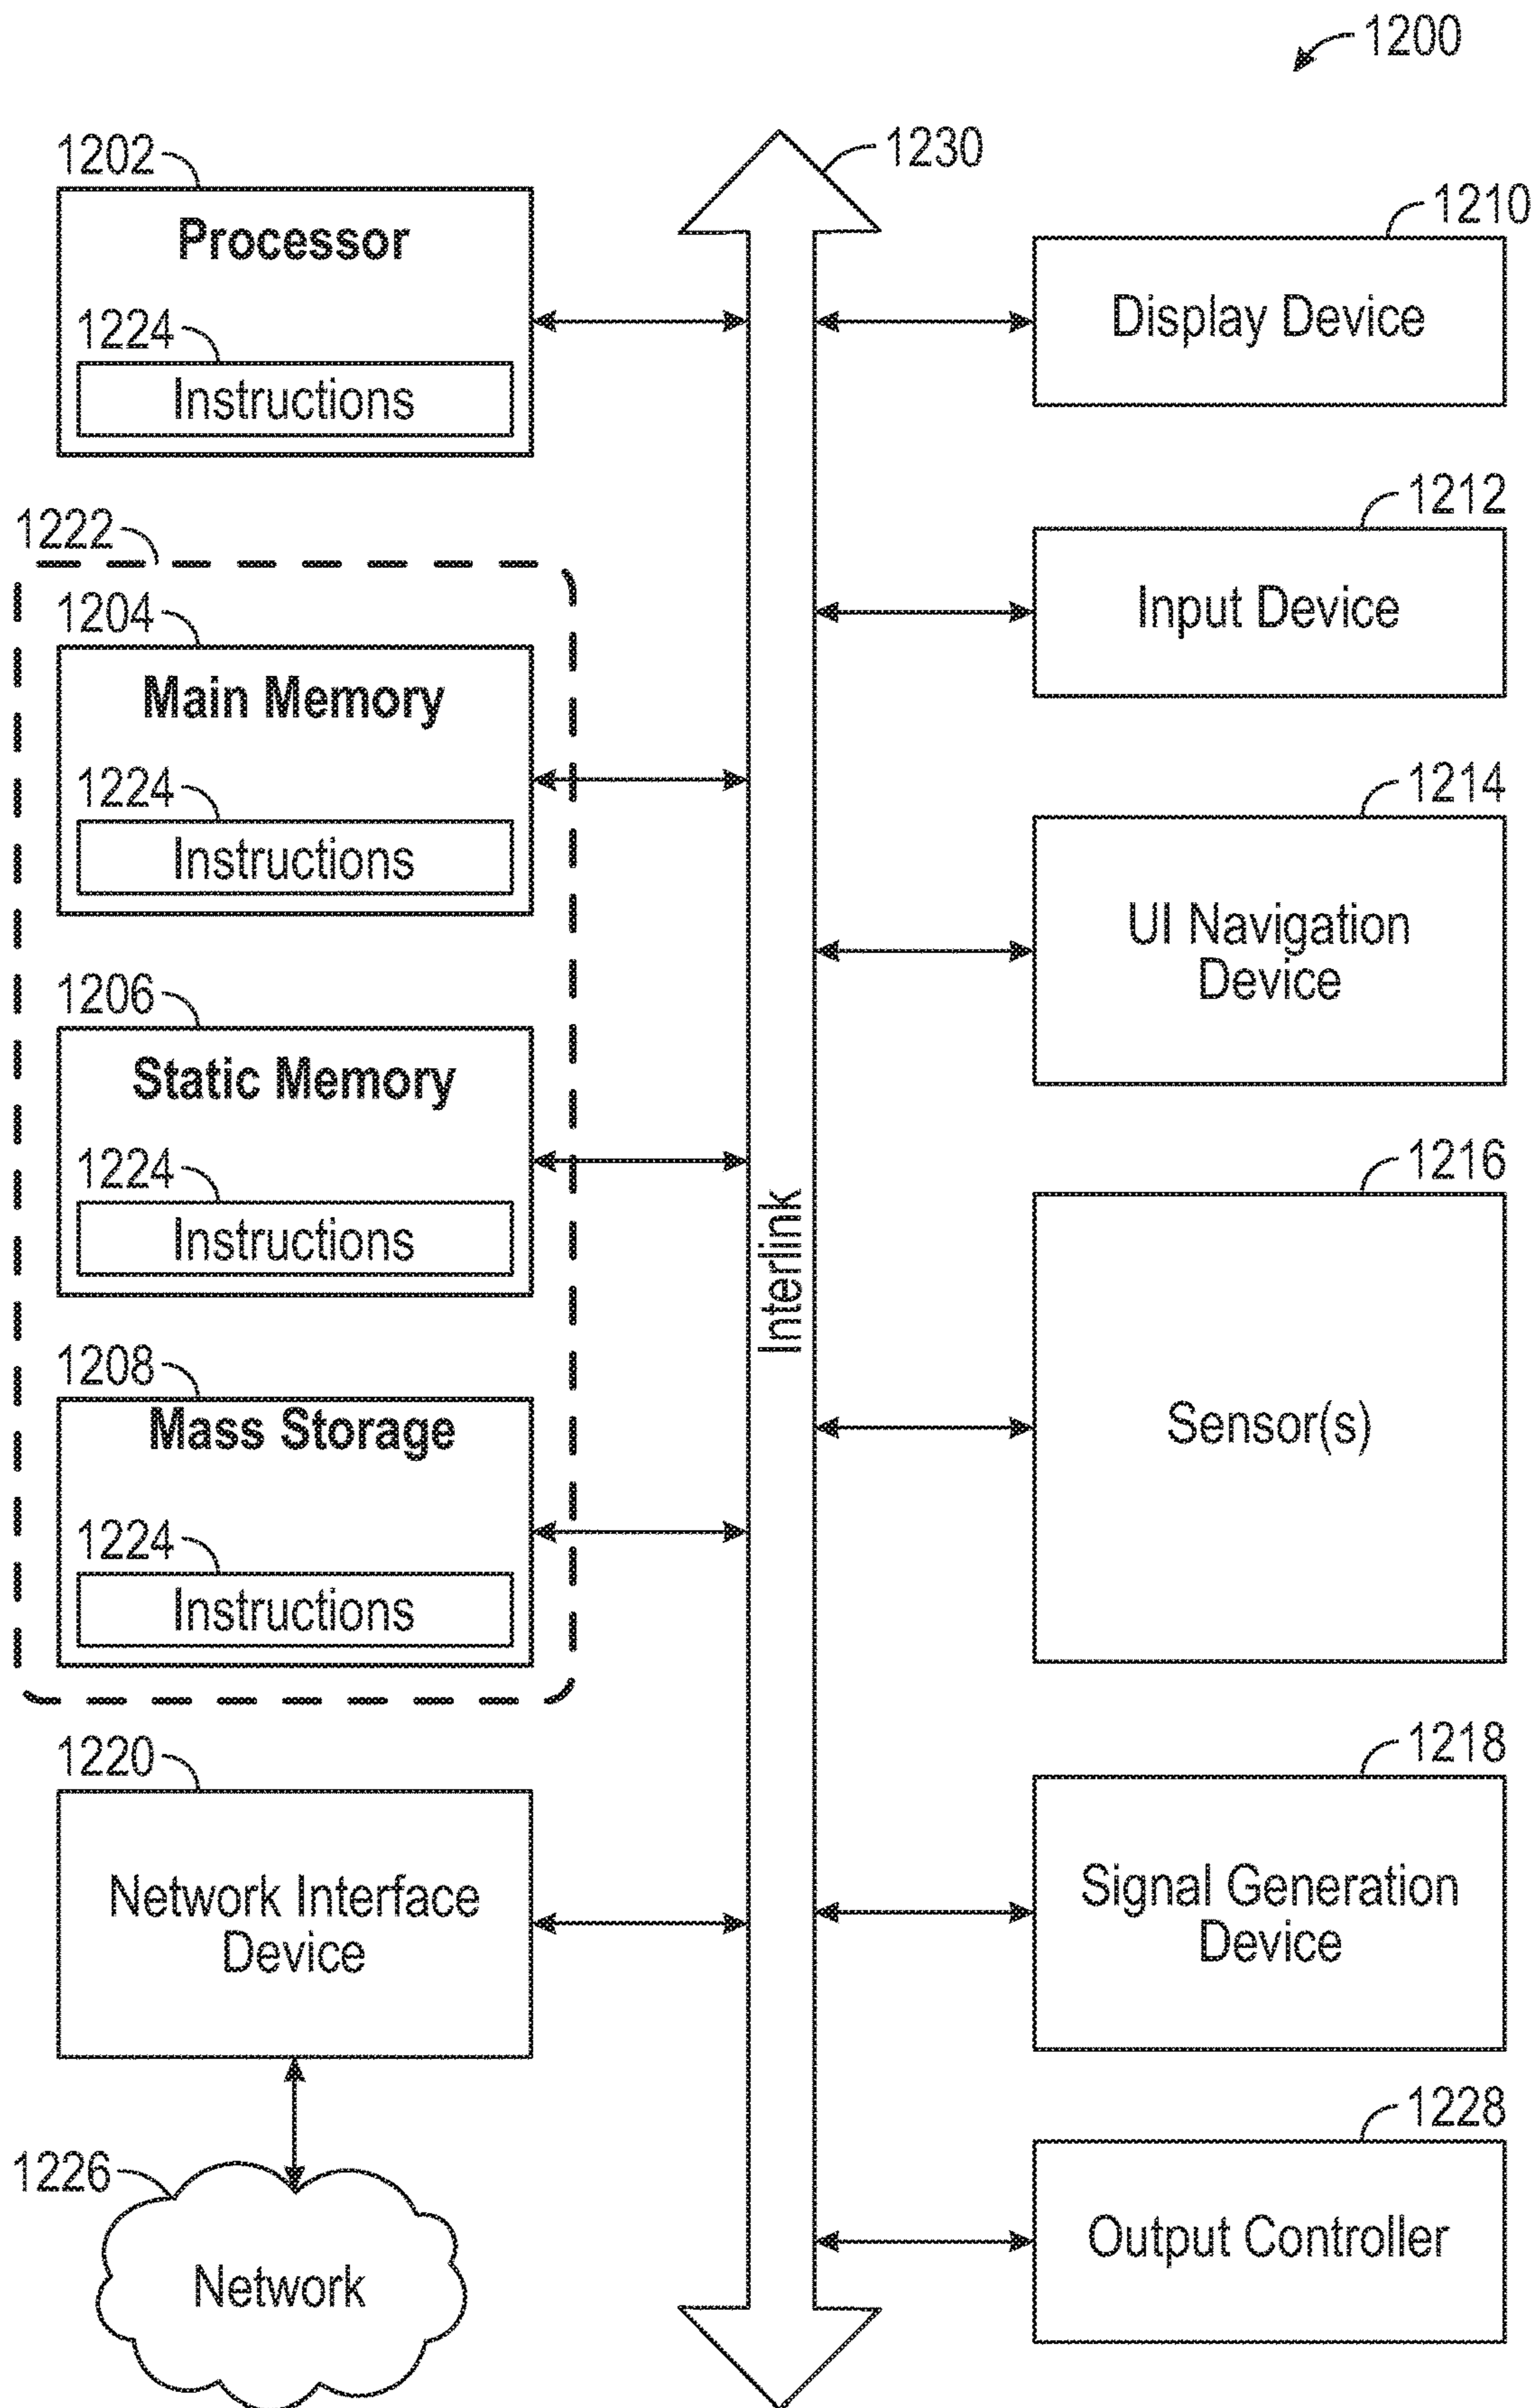 1200
1202
Processor
1224
Instructions
1222
1204
Main Memory
1224
Instructions
1206
Static Memory
1224
Instructions
1208
Mass Storage
1224
Instructions
1220
Network Interface
Device
1226
Network
1230
Interlink
1210
Display Device
1212
Input Device
1214
UI Navigation
Device
1216
Sensor(s)
1218
Signal Generation
Device
1228
Output Controller